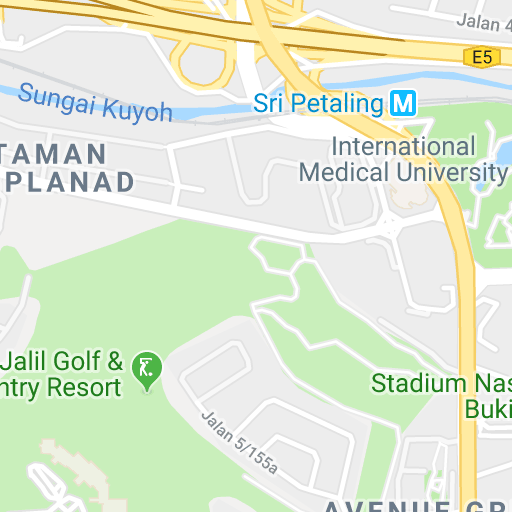 Jalan 4
E5
Sungai Kuyoh
Sri Petaling M
International
Medical University
TAMAN
PLANAD
Jalil Golf &
ntry Resort
Stadium Nas
Buki
Jalan 5/155a
AVENUE GR